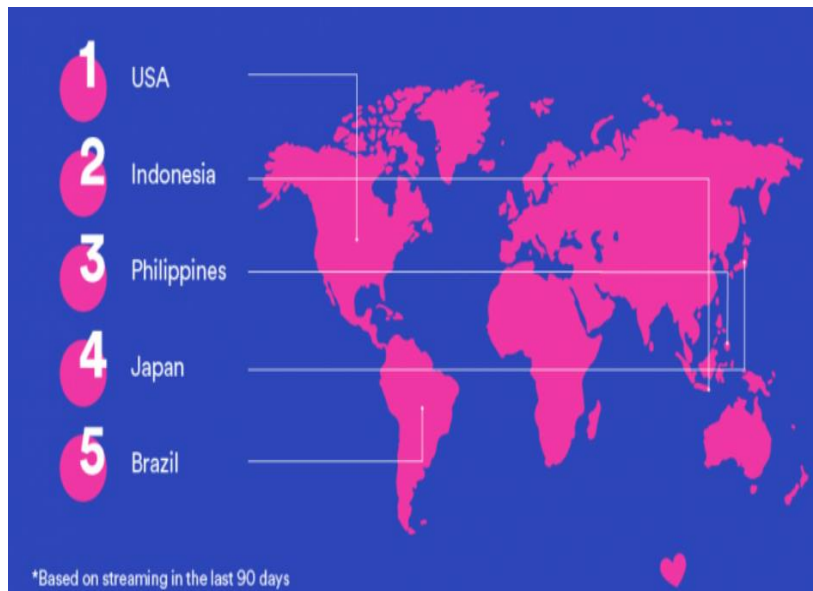 1 USA
2 Indonesia
3 Philippines
4 Japan
5 Brazil
*Based on streaming in the last 90 days